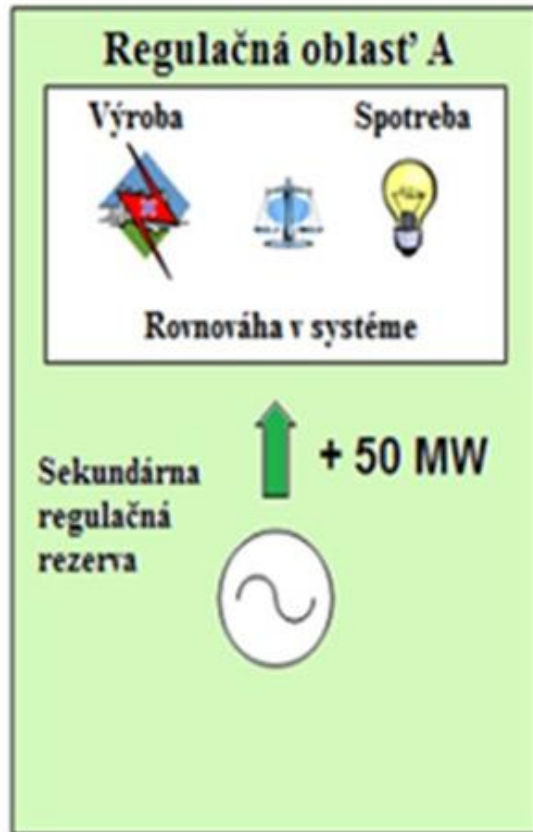 Regulačná oblasť A
Výroba
Spotreba
Rovnováha v systéme
+ 50 MW
Sekundárna
regulačná
rezerva